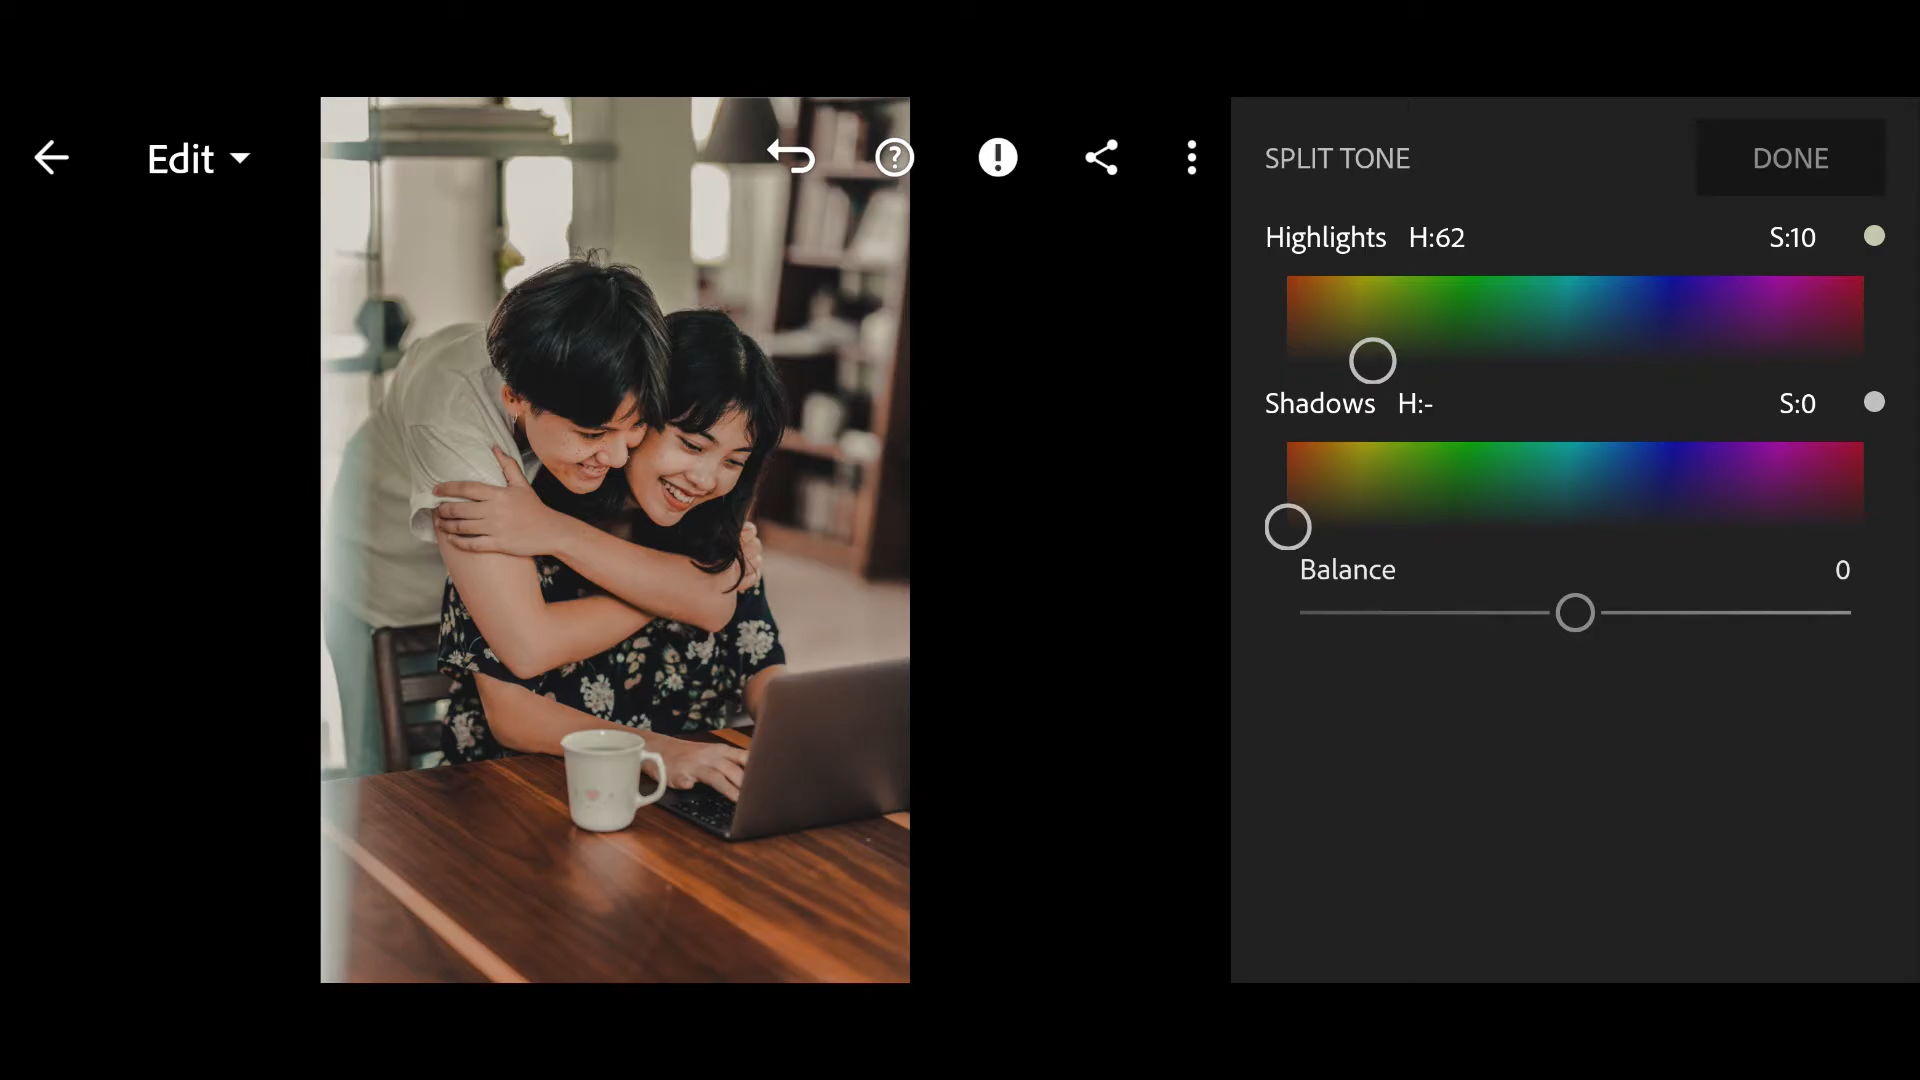 Edit
SPLIT TONE
DONE
Highlights H:62 S:10
Shadows H:- S:0
Balance 0